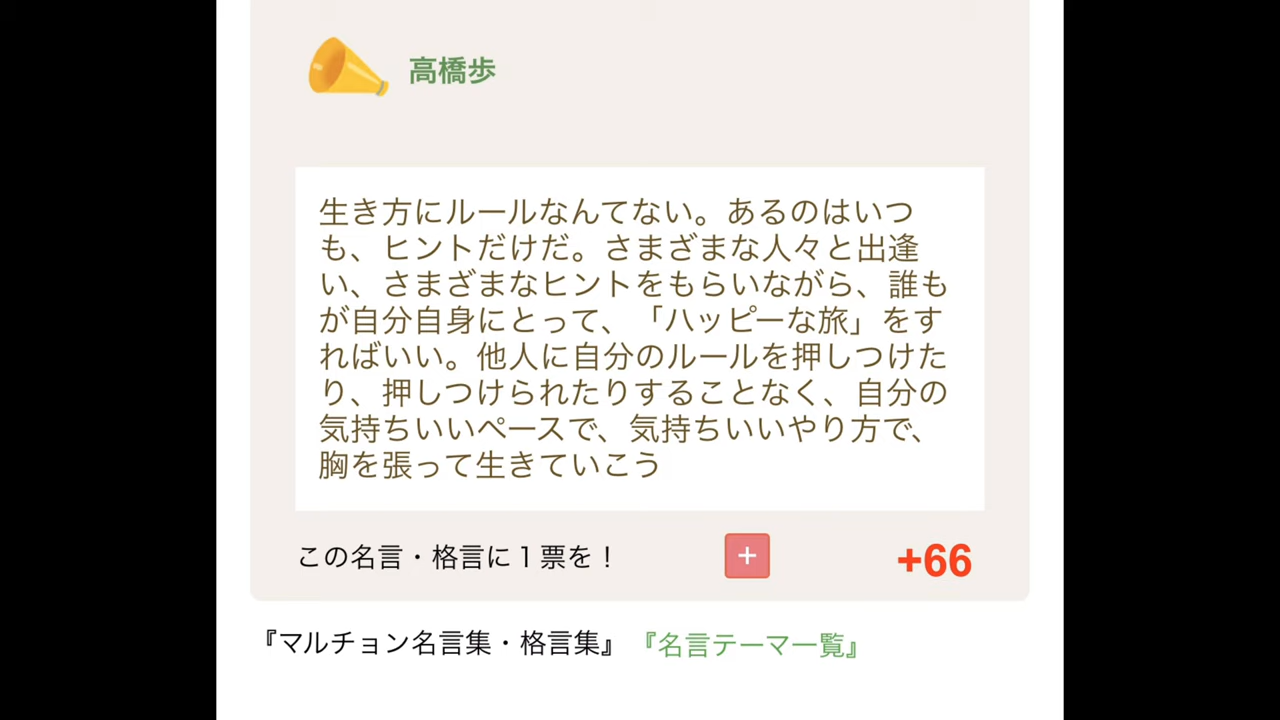 高橋歩
生き方にルールなんてない。あるのはいつ
も、ヒントだけだ。さまざまな人々と出逢
い、さまざまなヒントをもらいながら、誰も
が自分自身にとって、「ハッピーな旅」をす
ればいい。他人に自分のルールを押しつけた
り、押しつけられたりすることなく、自分の
気持ちいいペースで、気持ちいいやり方で、
胸を張って生きていこう
この名言・格言に１票を！ + +66
『マルチョン名言集・格言集』 『名言テーマ一覧』